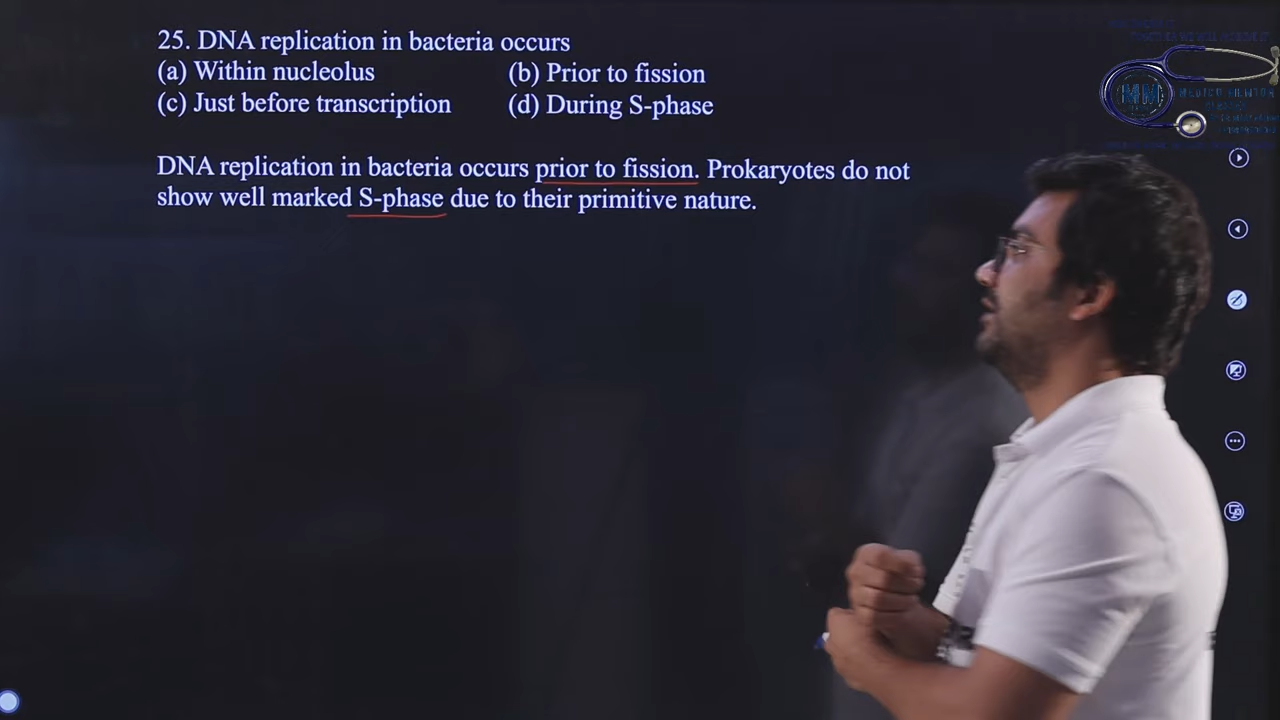 25. DNA replication in bacteria occurs
(a) Within nucleolus (b) Prior to fission
(c) Just before transcription (d) During S-phase
DNA replication in bacteria occurs prior to fission. Prokaryotes do not
show well marked S-phase due to their primitive nature.
MM